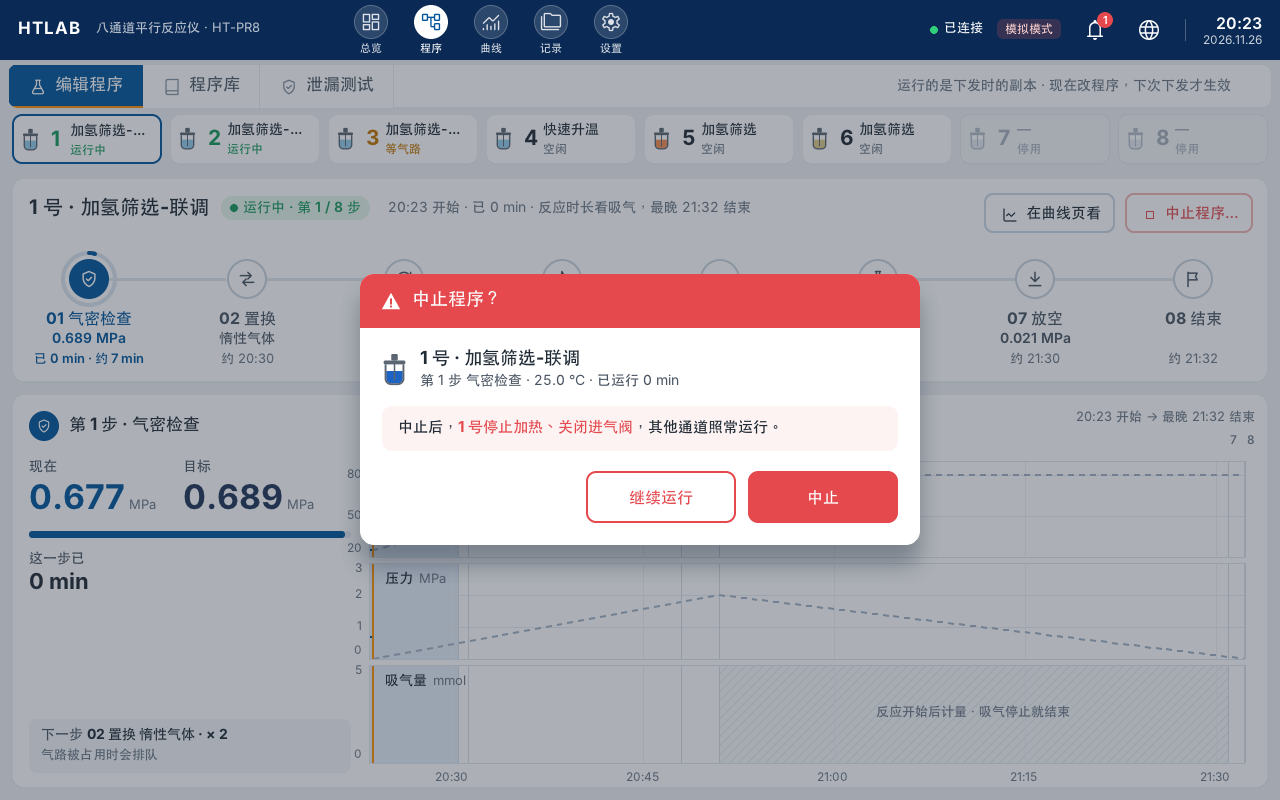 HTLAB 八通道平行反应仪 · HT-PR8
总览 程序 曲线 记录 设置
已连接 模拟模式 1 20:23
2026.11.26
编辑程序 程序库 泄漏测试 运行的是下发时的副本 · 现在改程序，下次下发才生效
1 加氢筛选-... 运行中
2 加氢筛选-... 运行中
3 加氢筛选-... 等气路
4 快速升温 空闲
5 加氢筛选 空闲
6 加氢筛选 空闲
7 — 停用
8 — 停用
1 号 · 加氢筛选-联调 运行中 · 第 1 / 8 步 20:23 开始 · 已 0 min · 反应时长看吸气，最晚 21:32 结束 在曲线页看 中止程序...
01 气密检查
0.689 MPa
已 0 min · 约 7 min
02 置换
惰性气体
约 20:30
07 放空
0.021 MPa
约 21:30
08 结束
约 21:32
中止程序？
1 号 · 加氢筛选-联调
第 1 步 气密检查 · 25.0 °C · 已运行 0 min
中止后，1 号停止加热、关闭进气阀，其他通道照常运行。
继续运行 中止
第 1 步 · 气密检查
20:23 开始 → 最晚 21:32 结束
7 8
现在 目标
0.677 MPa 0.689 MPa
这一步已
0 min
下一步 02 置换 惰性气体 · × 2
气路被占用时会排队
80
50
20
压力 MPa
3
2
1
0
吸气量 mmol
5
0
反应开始后计量 · 吸气停止就结束
20:30 20:45 21:00 21:15 21:30